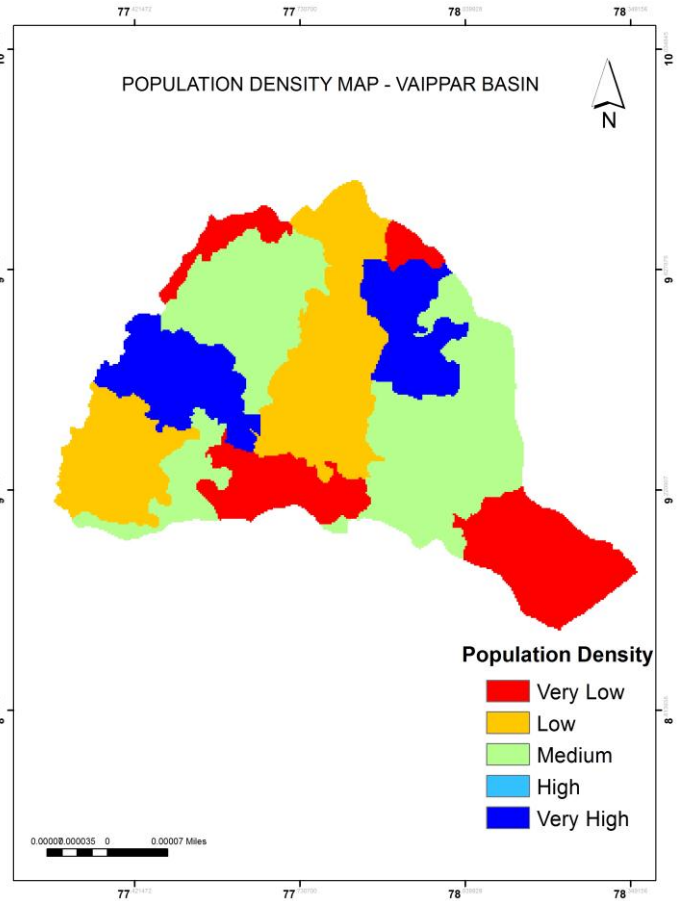 77 77 78 78
10 10
POPULATION DENSITY MAP - VAIPPAR BASIN
N
9 9
9 9
Population Density
Very Low
Low
8 8
Medium
High
Very High
0 0.00007 Miles
77 77 78 78